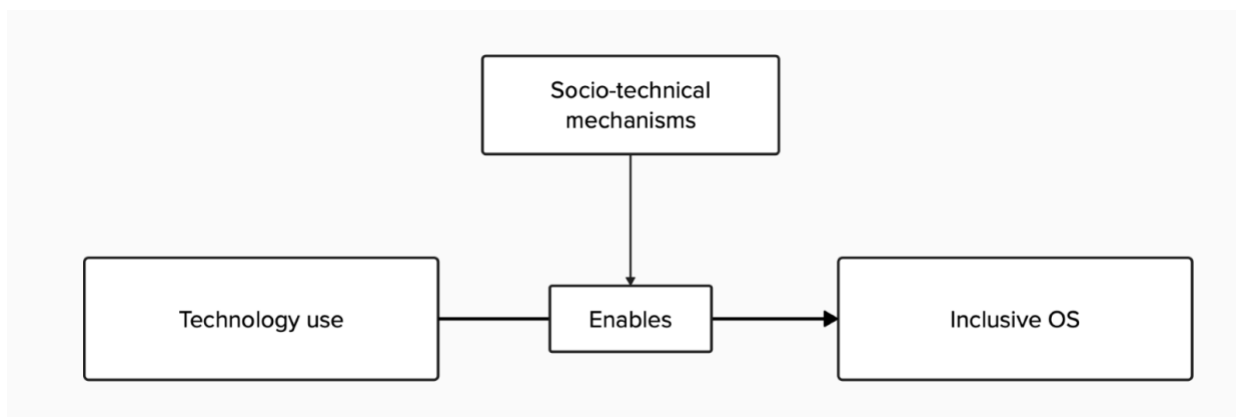 Socio-technical
mechanisms
Technology use
Enables
Inclusive OS